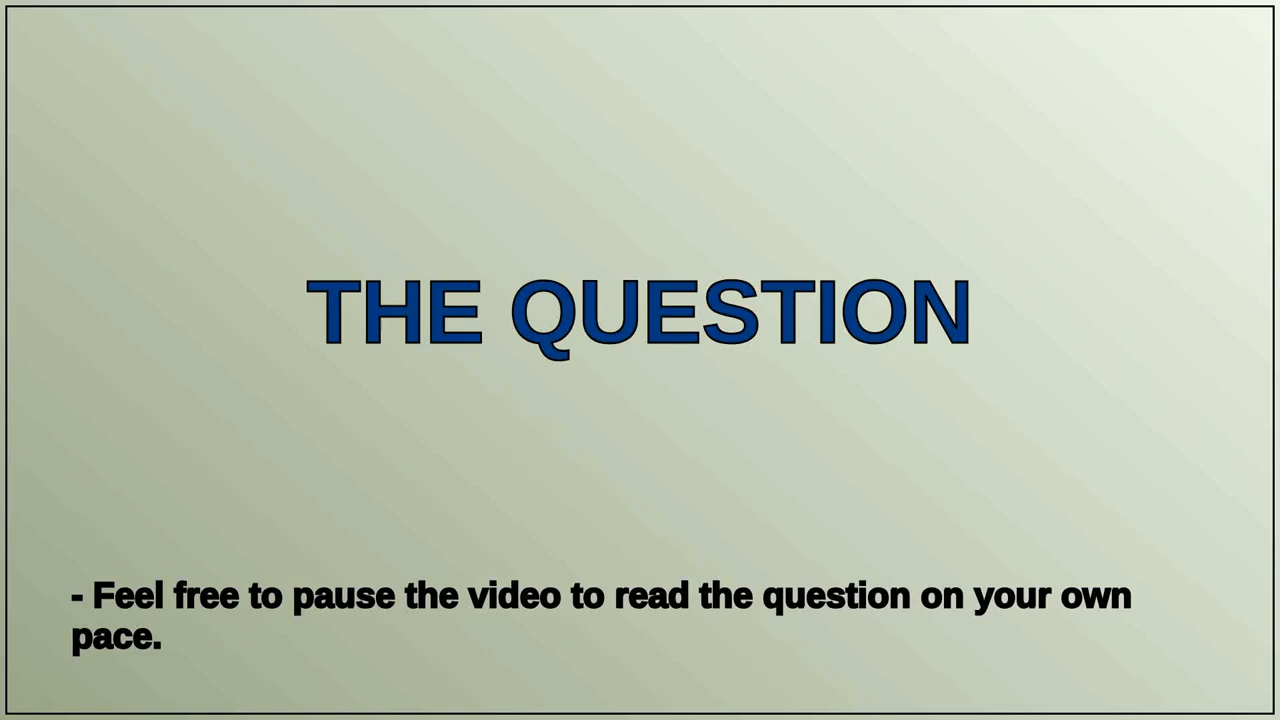 THE QUESTION
- Feel free to pause the video to read the question on your own
pace.